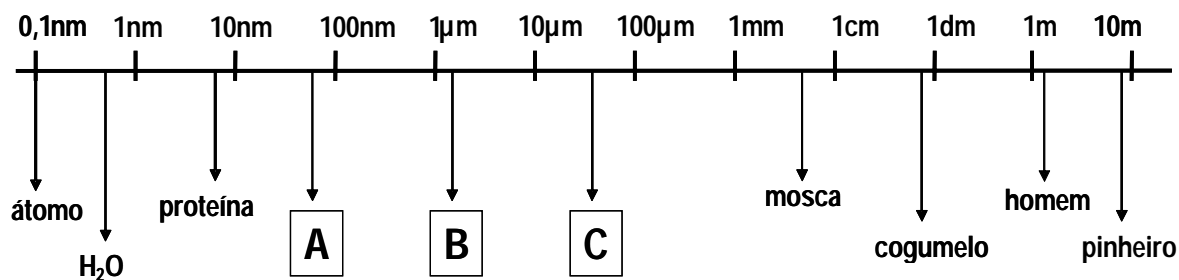 0,1nm 1nm 10nm 100nm 1µm 10µm 100µm 1mm 1cm 1dm 1m 10m
átomo proteína mosca homem
H₂O A B C cogumelo pinheiro